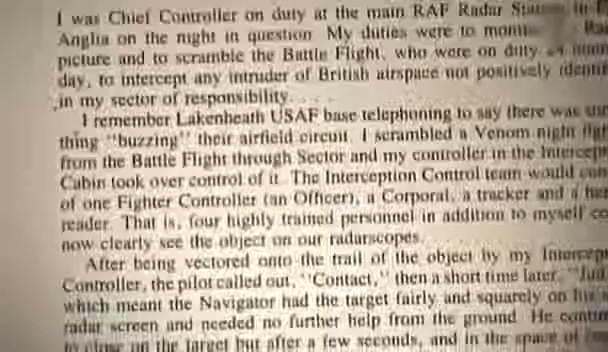 I was Chief Controller on duty at the main RAF Radar in
Anglia on the night in question My duties were to
picture and to scramble the Battle Flight, who were on duty
day, to intercept any intruder of British airspace not positively
in my sector of responsibility
I remember Lakenheath USAF base telephoning to say there was
thing "buzzing" their airfield circuit. I scrambled a Venom night
from the Battle Flight through Sector and my controller in the
Cabin took over control of it. The Interception Control team would
of one Fighter Controller (an Officer), a Corporal, a tracker and a
reader. That is, four highly trained personnel in addition to myself
now clearly see the object on our radarscopes.
After being vectored onto the trail of the object by my
Controller, the pilot called out, "Contact," then a short time later,
which meant the Navigator had the target fairly and squarely on
radar screen and needed no further help from the ground. He
to close on the target but after a few seconds, and in the space of